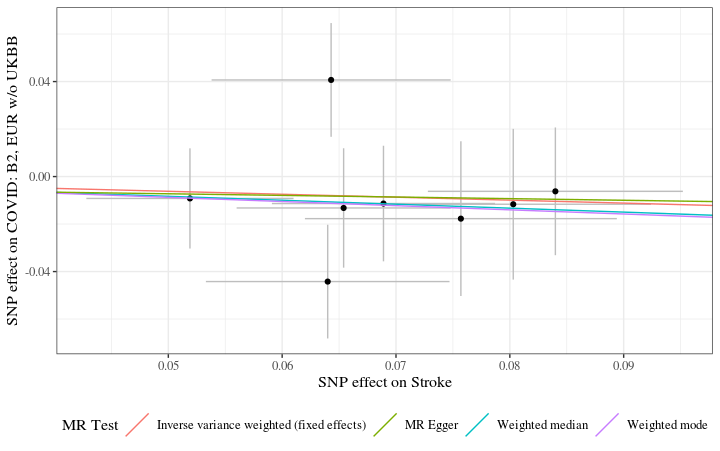 SNP effect on COVID: B2, EUR w/o UKBB
0.04
0.00
-0.04
0.05 0.06 0.07 0.08 0.09
SNP effect on Stroke
MR Test Inverse variance weighted (fixed effects) MR Egger Weighted median Weighted mode